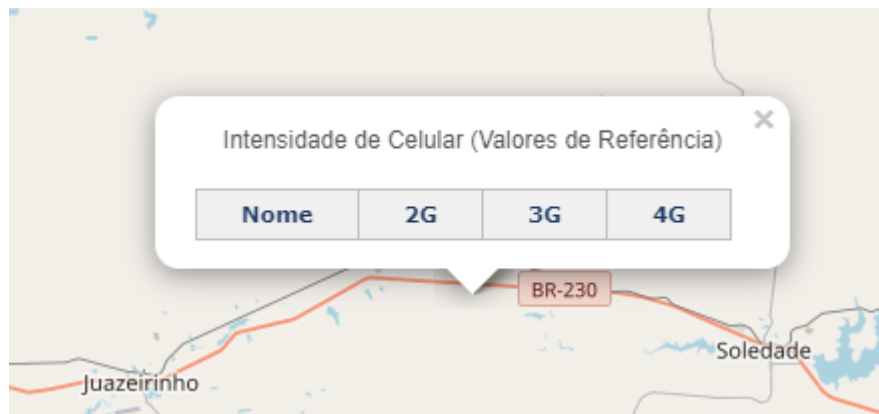 Intensidade de Celular (Valores de Referência)
×
Nome 2G 3G 4G
BR-230
Soledade
Juazeirinho